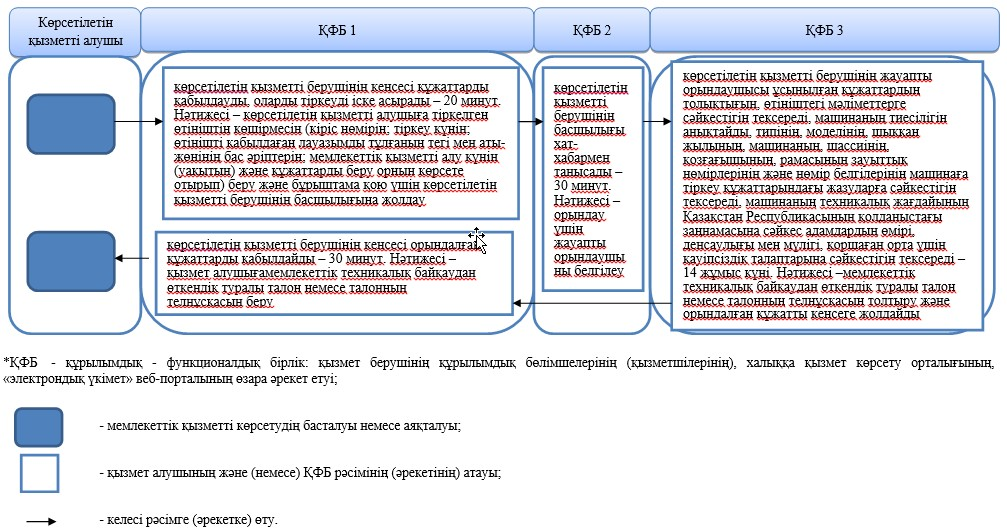 Көрсетілетін
қызметті алушы
ҚФБ 1
ҚФБ 2
ҚФБ 3
көрсетілетін қызметті берушінің кеңсесі құжаттарды
қабылдауды, оларды тіркеуді іске асырады – 20 минут.
Нәтижесі – көрсетілетін қызметті алушыға тіркелген
өтініштің көшірмесін (кіріс нөмірін; тіркеу күнін;
өтінішті қабылдаған лауазымды тұлғаның тегі мен аты-
жөнінің бас әріптерін; мемлекеттік қызметті алу күнін
(уақытын) және құжаттарды беру орнын көрсете
отырып) беру және бұрыштама қою үшін көрсетілетін
қызметті берушінің басшылығына жолдау
көрсетілетін
қызметті
берушінің
басшылығы
хат-
хабармен
танысады –
30 минут.
Нәтижесі –
орындау
үшін
жауапты
орындаушы
ны белгілеу
көрсетілетін қызметті берушінің жауапты
орындаушысы ұсынылған құжаттардың
толықтығын, өтініштегі мәліметтерге
сәйкестігін тексереді, машинаның тиесілігін
анықтайды, типінің, моделінің, шыққан
жылының, машинаның, шассиінің,
қозғағышының, рамасының зауыттық
нөмірлерінің және нөмір белгілерінің машинаға
тіркеу құжаттарындағы жазуларға сәйкестігін
тексереді, машинаның техникалық жағдайының
Қазақстан Республикасының қолданыстағы
заңнамасына сәйкес адамдардың өмірі,
денсаулығы мен мүлігі, қоршаған орта үшін
қауіпсіздік талаптарына сәйкестігін тексереді –
14 жұмыс күні. Нәтижесі –мемлекеттік
техникалық байқаудан өткендік туралы талон
немесе талонның телнұсқасын толтыру және
орындалған құжатты кеңсеге жолдайды
көрсетілетін қызметті берушінің кеңсесі орындалған
құжаттарды қабылдайды – 30 минут. Нәтижесі –
қызмет алушығамемлекеттік техникалық байқаудан
өткендік туралы талон немесе талонның
телнұсқасын беру
*ҚФБ - құрылымдық - функционалдық бірлік: қызмет берушінің құрылымдық бөлімшелерінің (қызметшілерінің), халыққа қызмет көрсету орталығының,
«электрондық үкімет» веб-порталының өзара әрекет етуі;
- мемлекеттік қызметті көрсетудің басталуы немесе аяқталуы;
- қызмет алушының және (немесе) ҚФБ рәсімінің (әрекетінің) атауы;
- келесі рәсімге (әрекетке) өту.